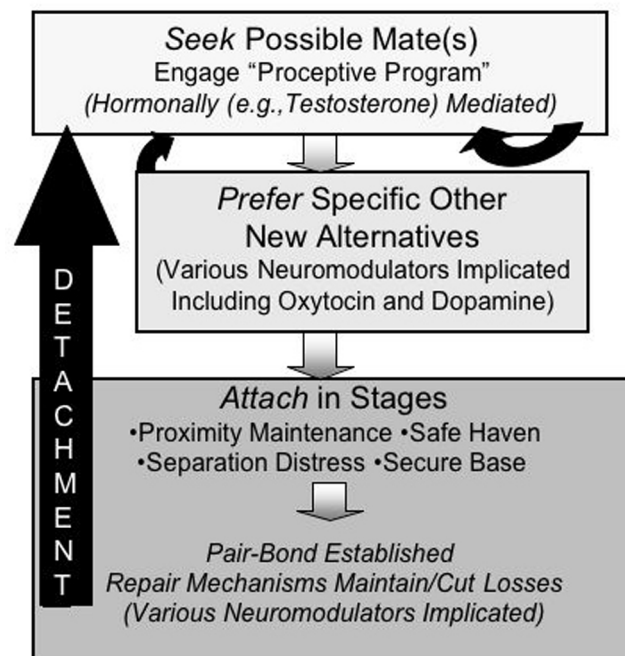 Seek Possible Mate(s)
Engage “Proceptive Program”
(Hormonally (e.g.,Testosterone) Mediated)
Prefer Specific Other
New Alternatives
(Various Neuromodulators Implicated
Including Oxytocin and Dopamine)
DETACHMENT
Attach in Stages
•Proximity Maintenance •Safe Haven
•Separation Distress •Secure Base
Pair-Bond Established
Repair Mechanisms Maintain/Cut Losses
(Various Neuromodulators Implicated)